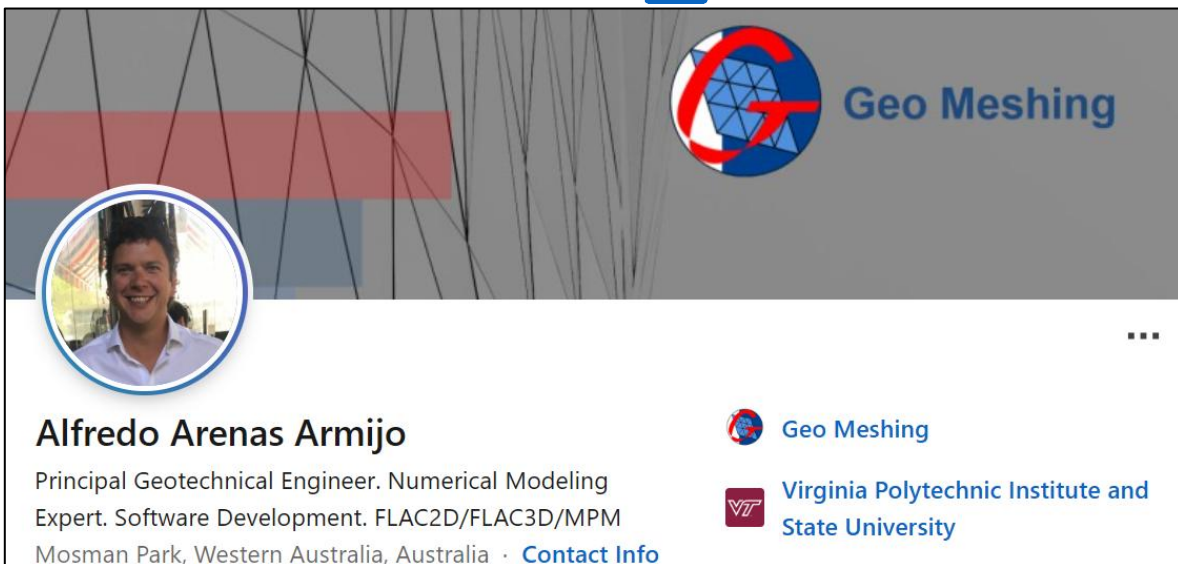 Geo Meshing
...
Alfredo Arenas Armijo
Principal Geotechnical Engineer. Numerical Modeling
Expert. Software Development. FLAC2D/FLAC3D/MPM
Mosman Park, Western Australia, Australia · Contact Info
Geo Meshing
VT
Virginia Polytechnic Institute and
State University